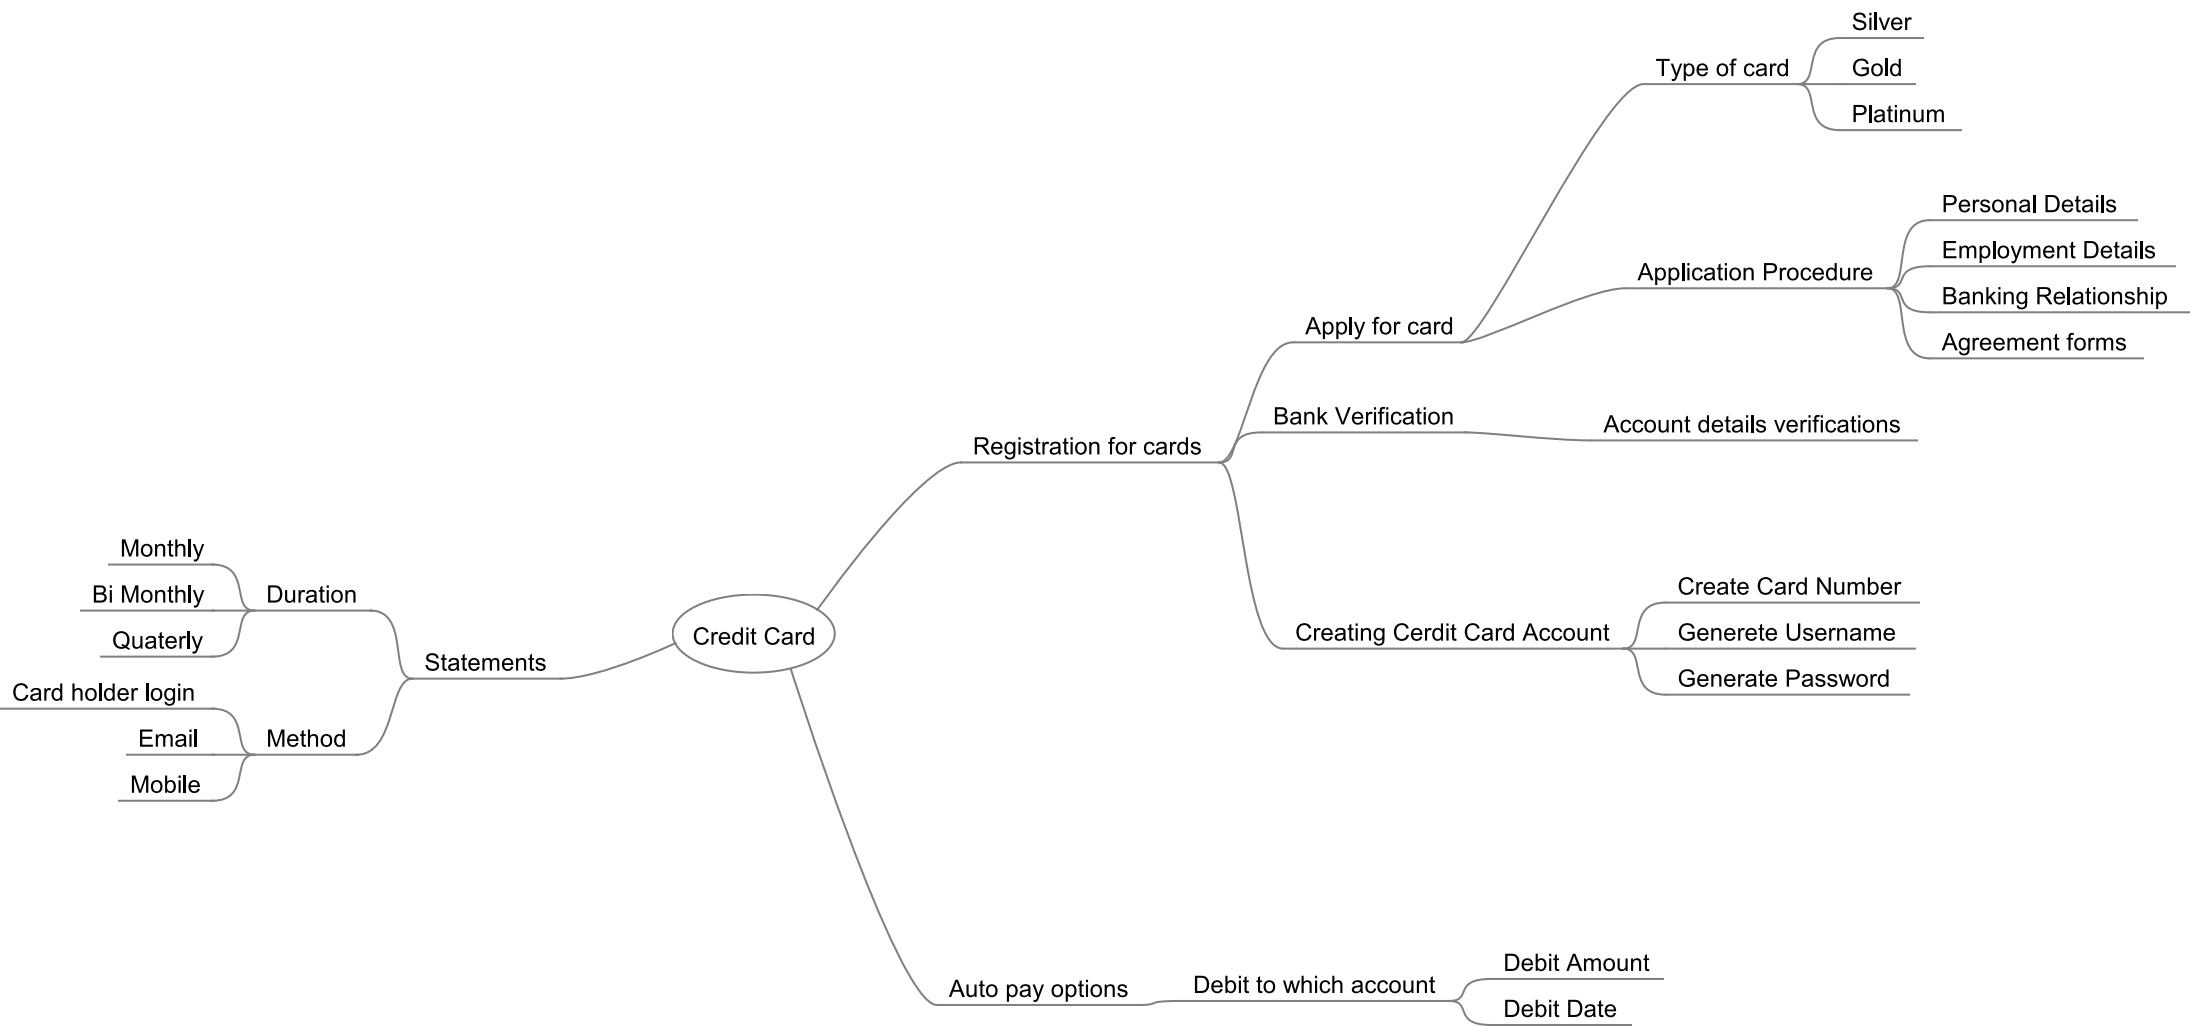 Silver
Type of card
Gold
Platinum
Personal Details
Employment Details
Application Procedure
Banking Relationship
Apply for card
Agreement forms
Bank Verification
Account details verifications
Registration for cards
Monthly
Bi Monthly
Duration
Quaterly
Create Card Number
Creating Cerdit Card Account
Generete Username
Generate Password
Credit Card
Statements
Card holder login
Email
Method
Mobile
Auto pay options
Debit to which account
Debit Amount
Debit Date